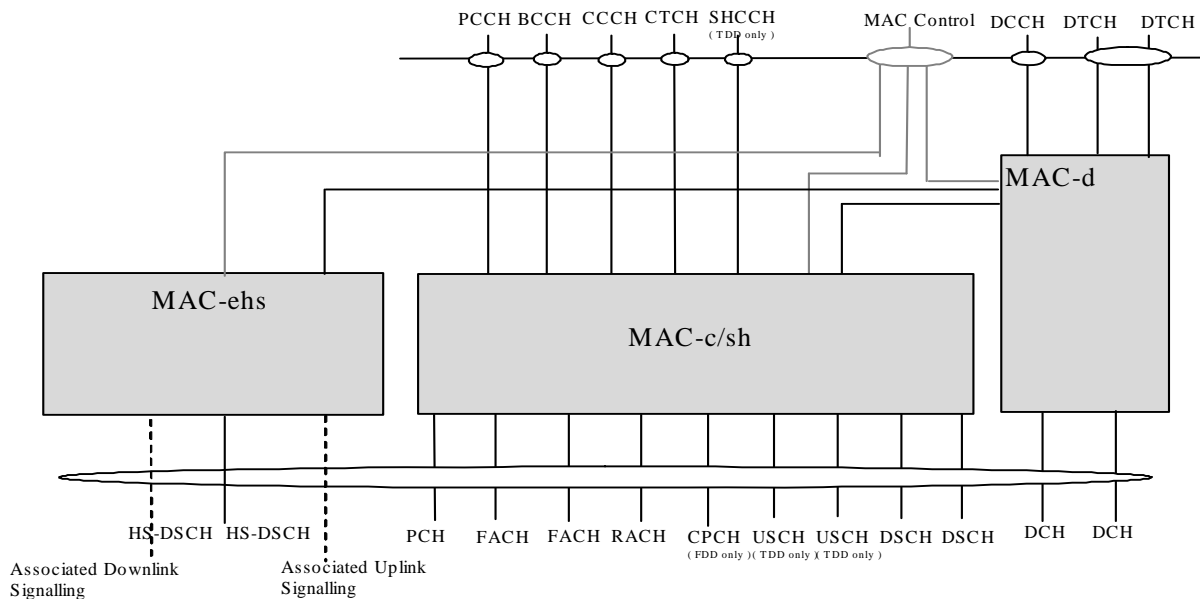 PCCH BCCH CCCH CTCH SHCCH MAC Control DCCH DTCH DTCH
( TDD only )
MAC-d
MAC-ehs
MAC-c/sh
HS-DSCH HS-DSCH PCH FACH FACH RACH CPCH USCH USCH DSCH DSCH DCH DCH
( FDD only ) ( TDD only ) ( TDD only )
Associated Downlink
Signalling
Associated Uplink
Signalling